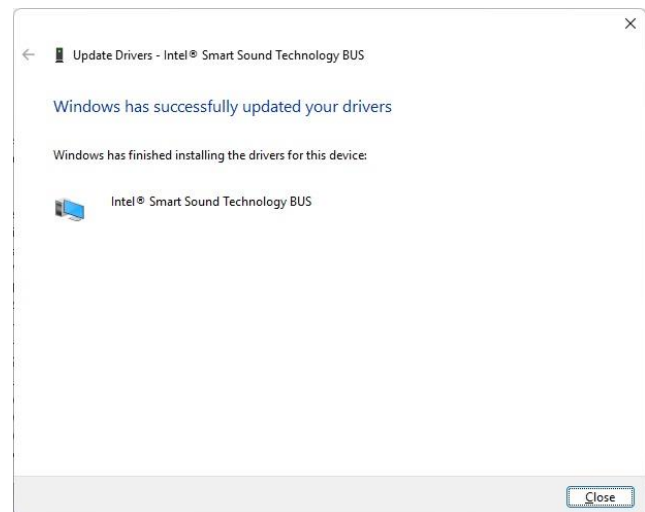 Update Drivers - Intel® Smart Sound Technology BUS
Windows has successfully updated your drivers
Windows has finished installing the drivers for this device:
Intel® Smart Sound Technology BUS
Close